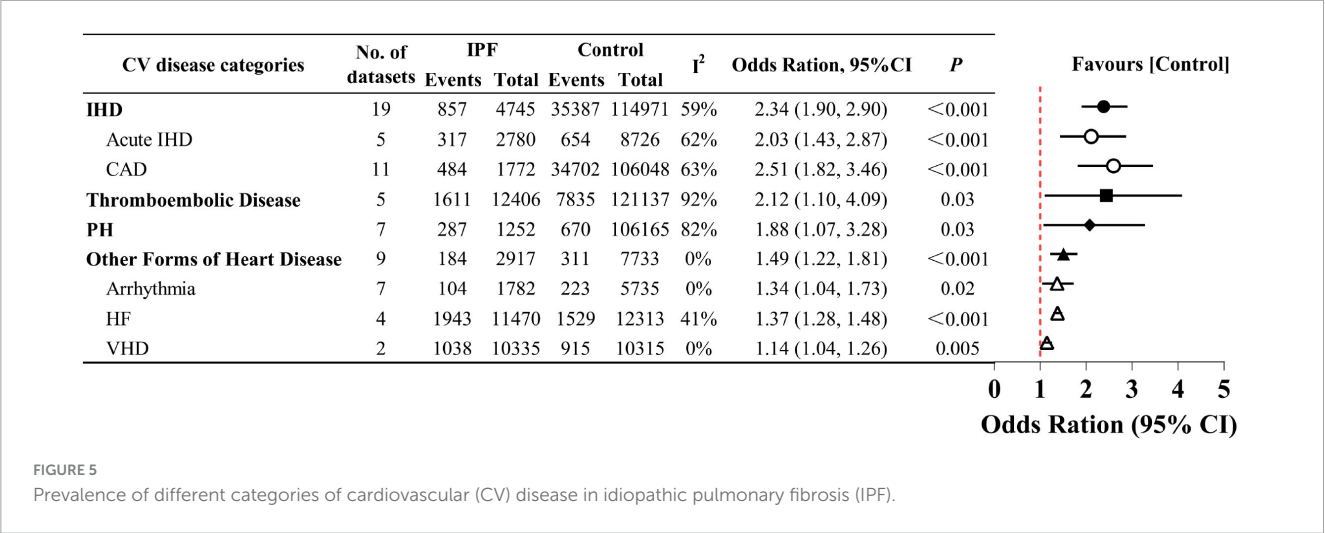 CV disease categories No. of datasets IPF Control I2 Odds Ration, 95%CI P Favours [Control]
Events Total Events Total
IHD 19 857 4745 35387 114971 59% 2.34 (1.90, 2.90) <0.001
Acute IHD 5 317 2780 654 8726 62% 2.03 (1.43, 2.87) <0.001
CAD 11 484 1772 34702 106048 63% 2.51 (1.82, 3.46) <0.001
Thromboembolic Disease 5 1611 12406 7835 121137 92% 2.12 (1.10, 4.09) 0.03
PH 7 287 1252 670 106165 82% 1.88 (1.07, 3.28) 0.03
Other Forms of Heart Disease 9 184 2917 311 7733 0% 1.49 (1.22, 1.81) <0.001
Arrhythmia 7 104 1782 223 5735 0% 1.34 (1.04, 1.73) 0.02
HF 4 1943 11470 1529 12313 41% 1.37 (1.28, 1.48) <0.001
VHD 2 1038 10335 915 10315 0% 1.14 (1.04, 1.26) 0.005
0 1 2 3 4 5
Odds Ration (95% CI)
FIGURE 5
Prevalence of different categories of cardiovascular (CV) disease in idiopathic pulmonary fibrosis (IPF).